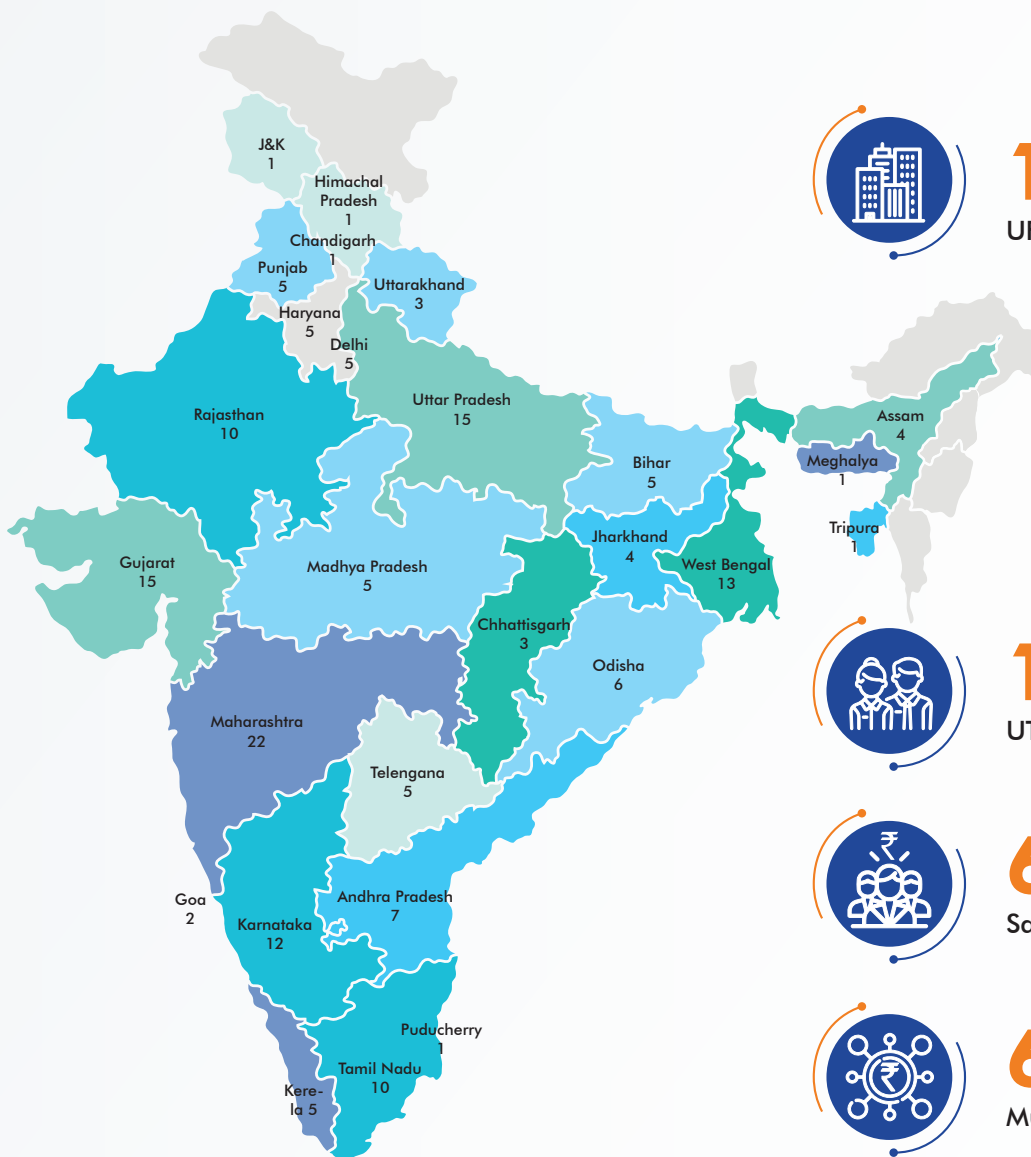 J&K
1
Himachal
Pradesh
1
Chandigarh
1
Punjab
5
Uttarakhand
3
Haryana
5
Delhi
5
Rajasthan
10
Uttar Pradesh
15
Assam
4
Bihar
5
Meghalya
1
Tripura
1
Jharkhand
4
West Bengal
13
Gujarat
15
Madhya Pradesh
5
Chhattisgarh
3
Odisha
6
Maharashtra
22
Telengana
5
Goa
2
Karnataka
12
Andhra Pradesh
7
Puducherry
1
Tamil Nadu
10
Kere-
la 5
₹
₹